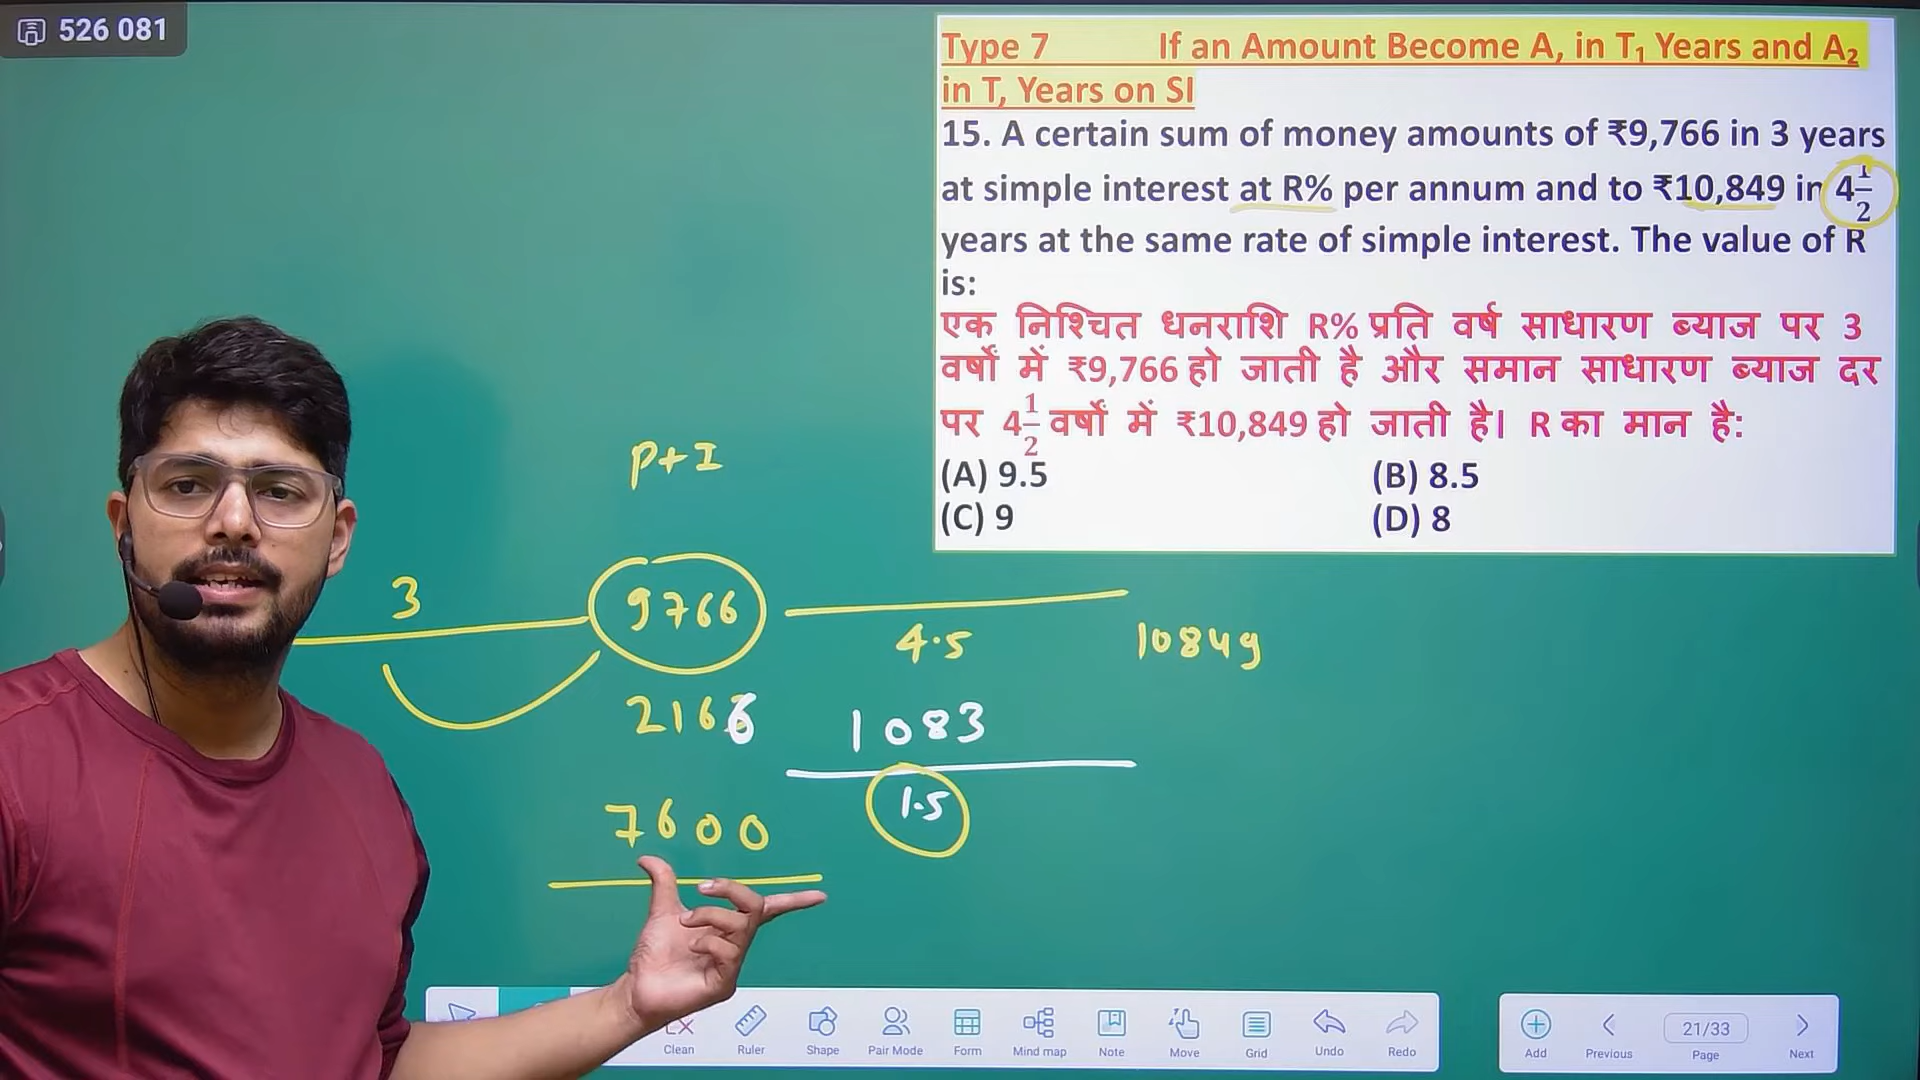 526 081
Type 7 If an Amount Become A, in T₁ Years and A₂
in T, Years on SI
15. A certain sum of money amounts of ₹9,766 in 3 years
at simple interest at R% per annum and to ₹10,849 in 4 1/2
years at the same rate of simple interest. The value of R
is:
एक निश्चित धनराशि R% प्रति वर्ष साधारण ब्याज पर 3
वर्षों में ₹9,766 हो जाती है और समान साधारण ब्याज दर
पर 4 1/2 वर्षों में ₹10,849 हो जाती है। R का मान है:
(A) 9.5 (B) 8.5
(C) 9 (D) 8
P+I
3 9766 4.5 10849
2166 1083
1.5
7600
Clean Ruler Shape Pair Mode Form Mind map Note Move Grid Undo Redo
Add Previous 21/33 Page Next